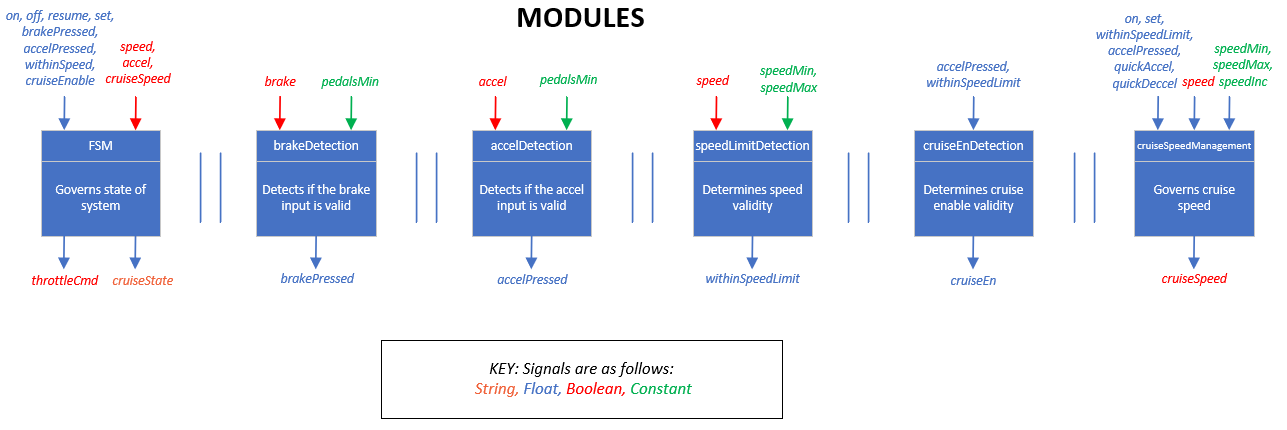 MODULES
on, off, resume, set,
brakePressed,
accelPressed,
withinSpeed,
cruiseEnable
speed,
accel,
cruiseSpeed
FSM
Governs state of
system
throttleCmd
cruiseState
brake
pedalsMin
brakeDetection
Detects if the brake
input is valid
brakePressed
accel
pedalsMin
accelDetection
Detects if the accel
input is valid
accelPressed
speed
speedMin,
speedMax
speedLimitDetection
Determines speed
validity
withinSpeedLimit
accelPressed,
withinSpeedLimit
cruiseEnDetection
Determines cruise
enable validity
cruiseEn
on, set,
withinSpeedLimit,
accelPressed,
quickAccel,
quickDeccel
speed
speedMin,
speedMax,
speedInc
cruiseSpeedManagement
Governs cruise
speed
cruiseSpeed
KEY: Signals are as follows:
String, Float, Boolean, Constant